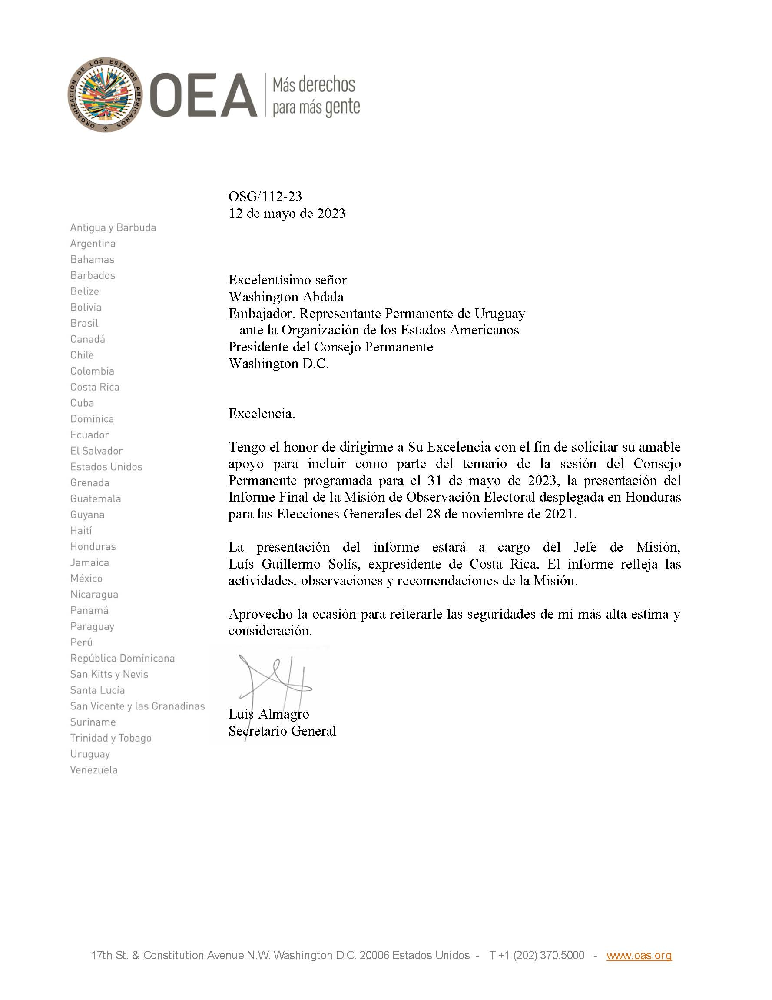 ORGANIZACION DE LOS ESTADOS AMERICANOS
OEA
Más derechos
para más gente
OSG/112-23
12 de mayo de 2023
Antigua y Barbuda
Argentina
Bahamas
Barbados
Belize
Bolivia
Brasil
Canadá
Chile
Colombia
Costa Rica
Cuba
Dominica
Ecuador
El Salvador
Estados Unidos
Grenada
Guatemala
Guyana
Haití
Honduras
Jamaica
México
Nicaragua
Panamá
Paraguay
Perú
República Dominicana
San Kitts y Nevis
Santa Lucía
San Vicente y las Granadinas
Suriname
Trinidad y Tobago
Uruguay
Venezuela
Excelentísimo señor
Washington Abdala
Embajador, Representante Permanente de Uruguay
ante la Organización de los Estados Americanos
Presidente del Consejo Permanente
Washington D.C.
Excelencia,
Tengo el honor de dirigirme a Su Excelencia con el fin de solicitar su amable
apoyo para incluir como parte del temario de la sesión del Consejo
Permanente programada para el 31 de mayo de 2023, la presentación del
Informe Final de la Misión de Observación Electoral desplegada en Honduras
para las Elecciones Generales del 28 de noviembre de 2021.
La presentación del informe estará a cargo del Jefe de Misión,
Luís Guillermo Solís, expresidente de Costa Rica. El informe refleja las
actividades, observaciones y recomendaciones de la Misión.
Aprovecho la ocasión para reiterarle las seguridades de mi más alta estima y
consideración.
Luis Almagro
Secretario General
17th St. & Constitution Avenue N.W. Washington D.C. 20006 Estados Unidos - T +1 (202) 370.5000 - www.oas.org